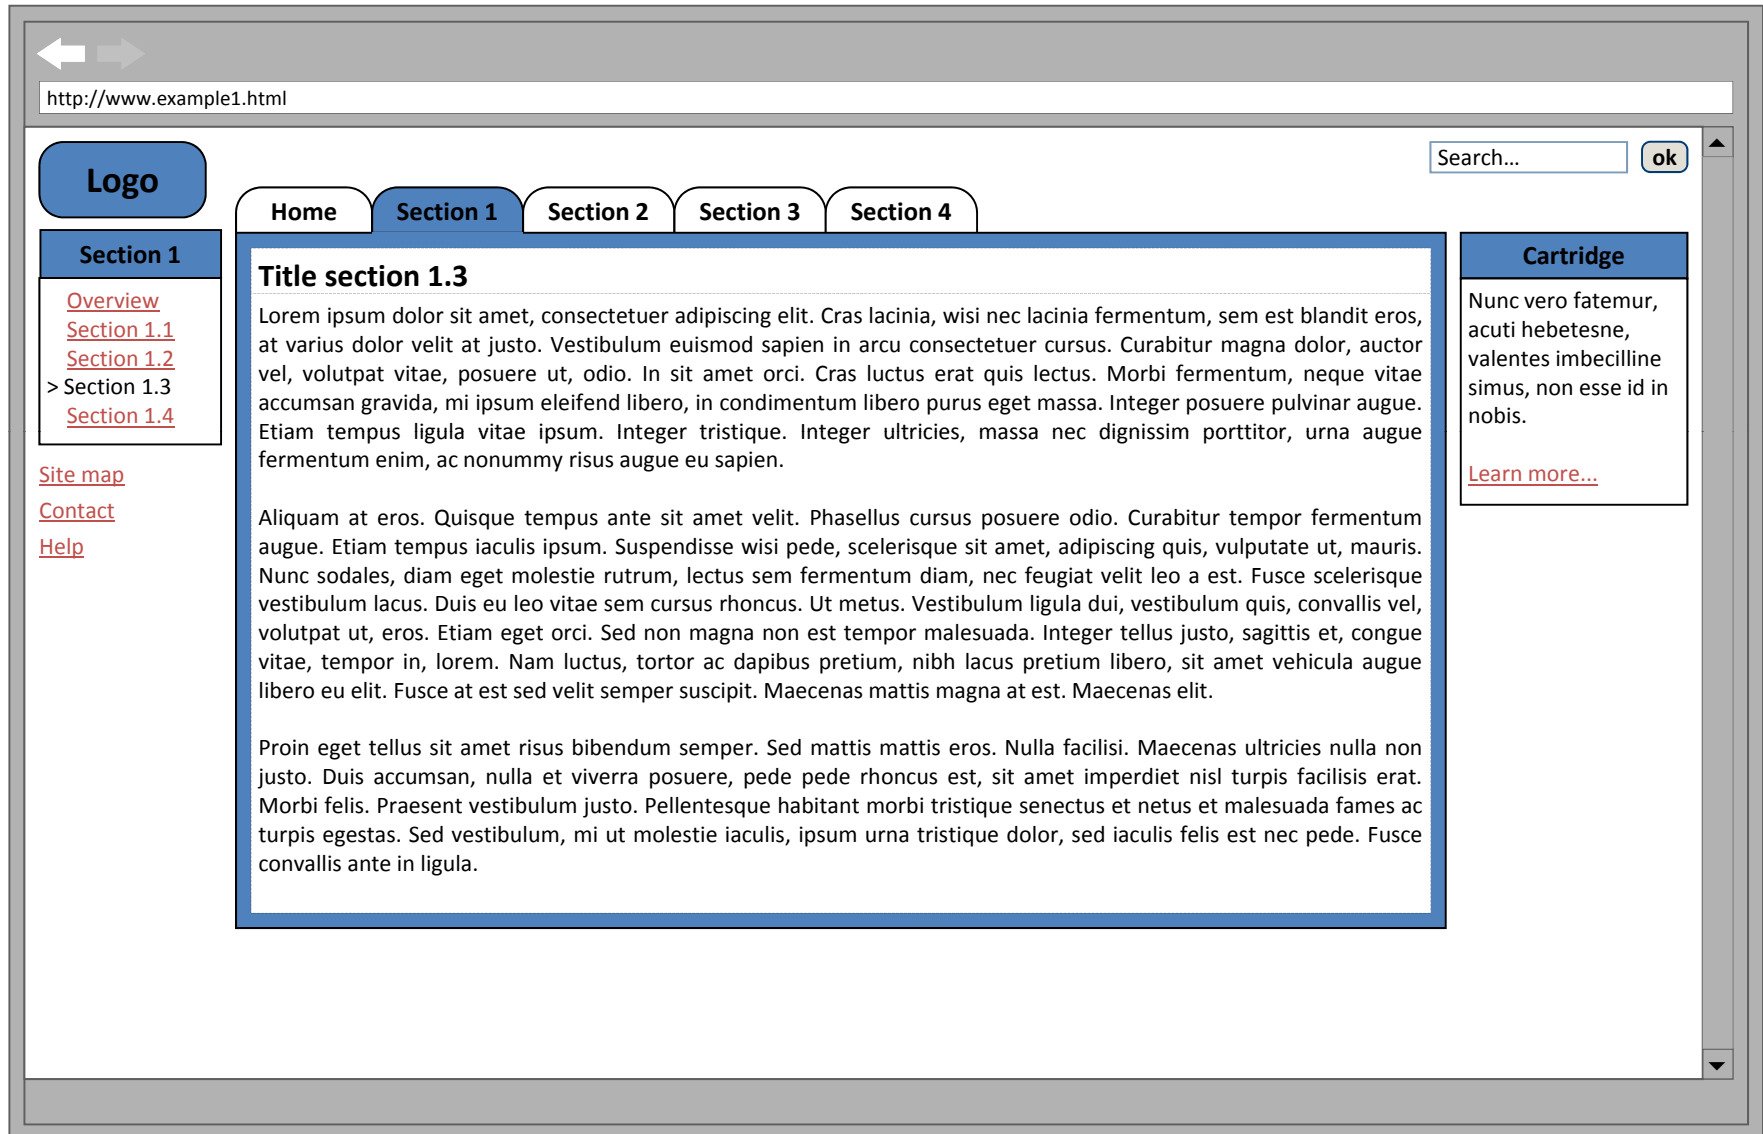 http://www.example1.html
Logo
Search...
ok
Home
Section 1
Section 2
Section 3
Section 4
Section 1
Overview
Section 1.1
Section 1.2
> Section 1.3
Section 1.4
Site map
Contact
Help
Title section 1.3
Lorem ipsum dolor sit amet, consectetuer adipiscing elit. Cras lacinia, wisi nec lacinia fermentum, sem est blandit eros,
at varius dolor velit at justo. Vestibulum euismod sapien in arcu consectetuer cursus. Curabitur magna dolor, auctor
vel, volutpat vitae, posuere ut, odio. In sit amet orci. Cras luctus erat quis lectus. Morbi fermentum, neque vitae
accumsan gravida, mi ipsum eleifend libero, in condimentum libero purus eget massa. Integer posuere pulvinar augue.
Etiam tempus ligula vitae ipsum. Integer tristique. Integer ultricies, massa nec dignissim porttitor, urna augue
fermentum enim, ac nonummy risus augue eu sapien.
Aliquam at eros. Quisque tempus ante sit amet velit. Phasellus cursus posuere odio. Curabitur tempor fermentum
augue. Etiam tempus iaculis ipsum. Suspendisse wisi pede, scelerisque sit amet, adipiscing quis, vulputate ut, mauris.
Nunc sodales, diam eget molestie rutrum, lectus sem fermentum diam, nec feugiat velit leo a est. Fusce scelerisque
vestibulum lacus. Duis eu leo vitae sem cursus rhoncus. Ut metus. Vestibulum ligula dui, vestibulum quis, convallis vel,
volutpat ut, eros. Etiam eget orci. Sed non magna non est tempor malesuada. Integer tellus justo, sagittis et, congue
vitae, tempor in, lorem. Nam luctus, tortor ac dapibus pretium, nibh lacus pretium libero, sit amet vehicula augue
libero eu elit. Fusce at est sed velit semper suscipit. Maecenas mattis magna at est. Maecenas elit.
Proin eget tellus sit amet risus bibendum semper. Sed mattis mattis eros. Nulla facilisi. Maecenas ultricies nulla non
justo. Duis accumsan, nulla et viverra posuere, pede pede rhoncus est, sit amet imperdiet nisl turpis facilisis erat.
Morbi felis. Praesent vestibulum justo. Pellentesque habitant morbi tristique senectus et netus et malesuada fames ac
turpis egestas. Sed vestibulum, mi ut molestie iaculis, ipsum urna tristique dolor, sed iaculis felis est nec pede. Fusce
convallis ante in ligula.
Cartridge
Nunc vero fatemur,
acuti hebetesne,
valentes imbecilline
simus, non esse id in
nobis.
Learn more...